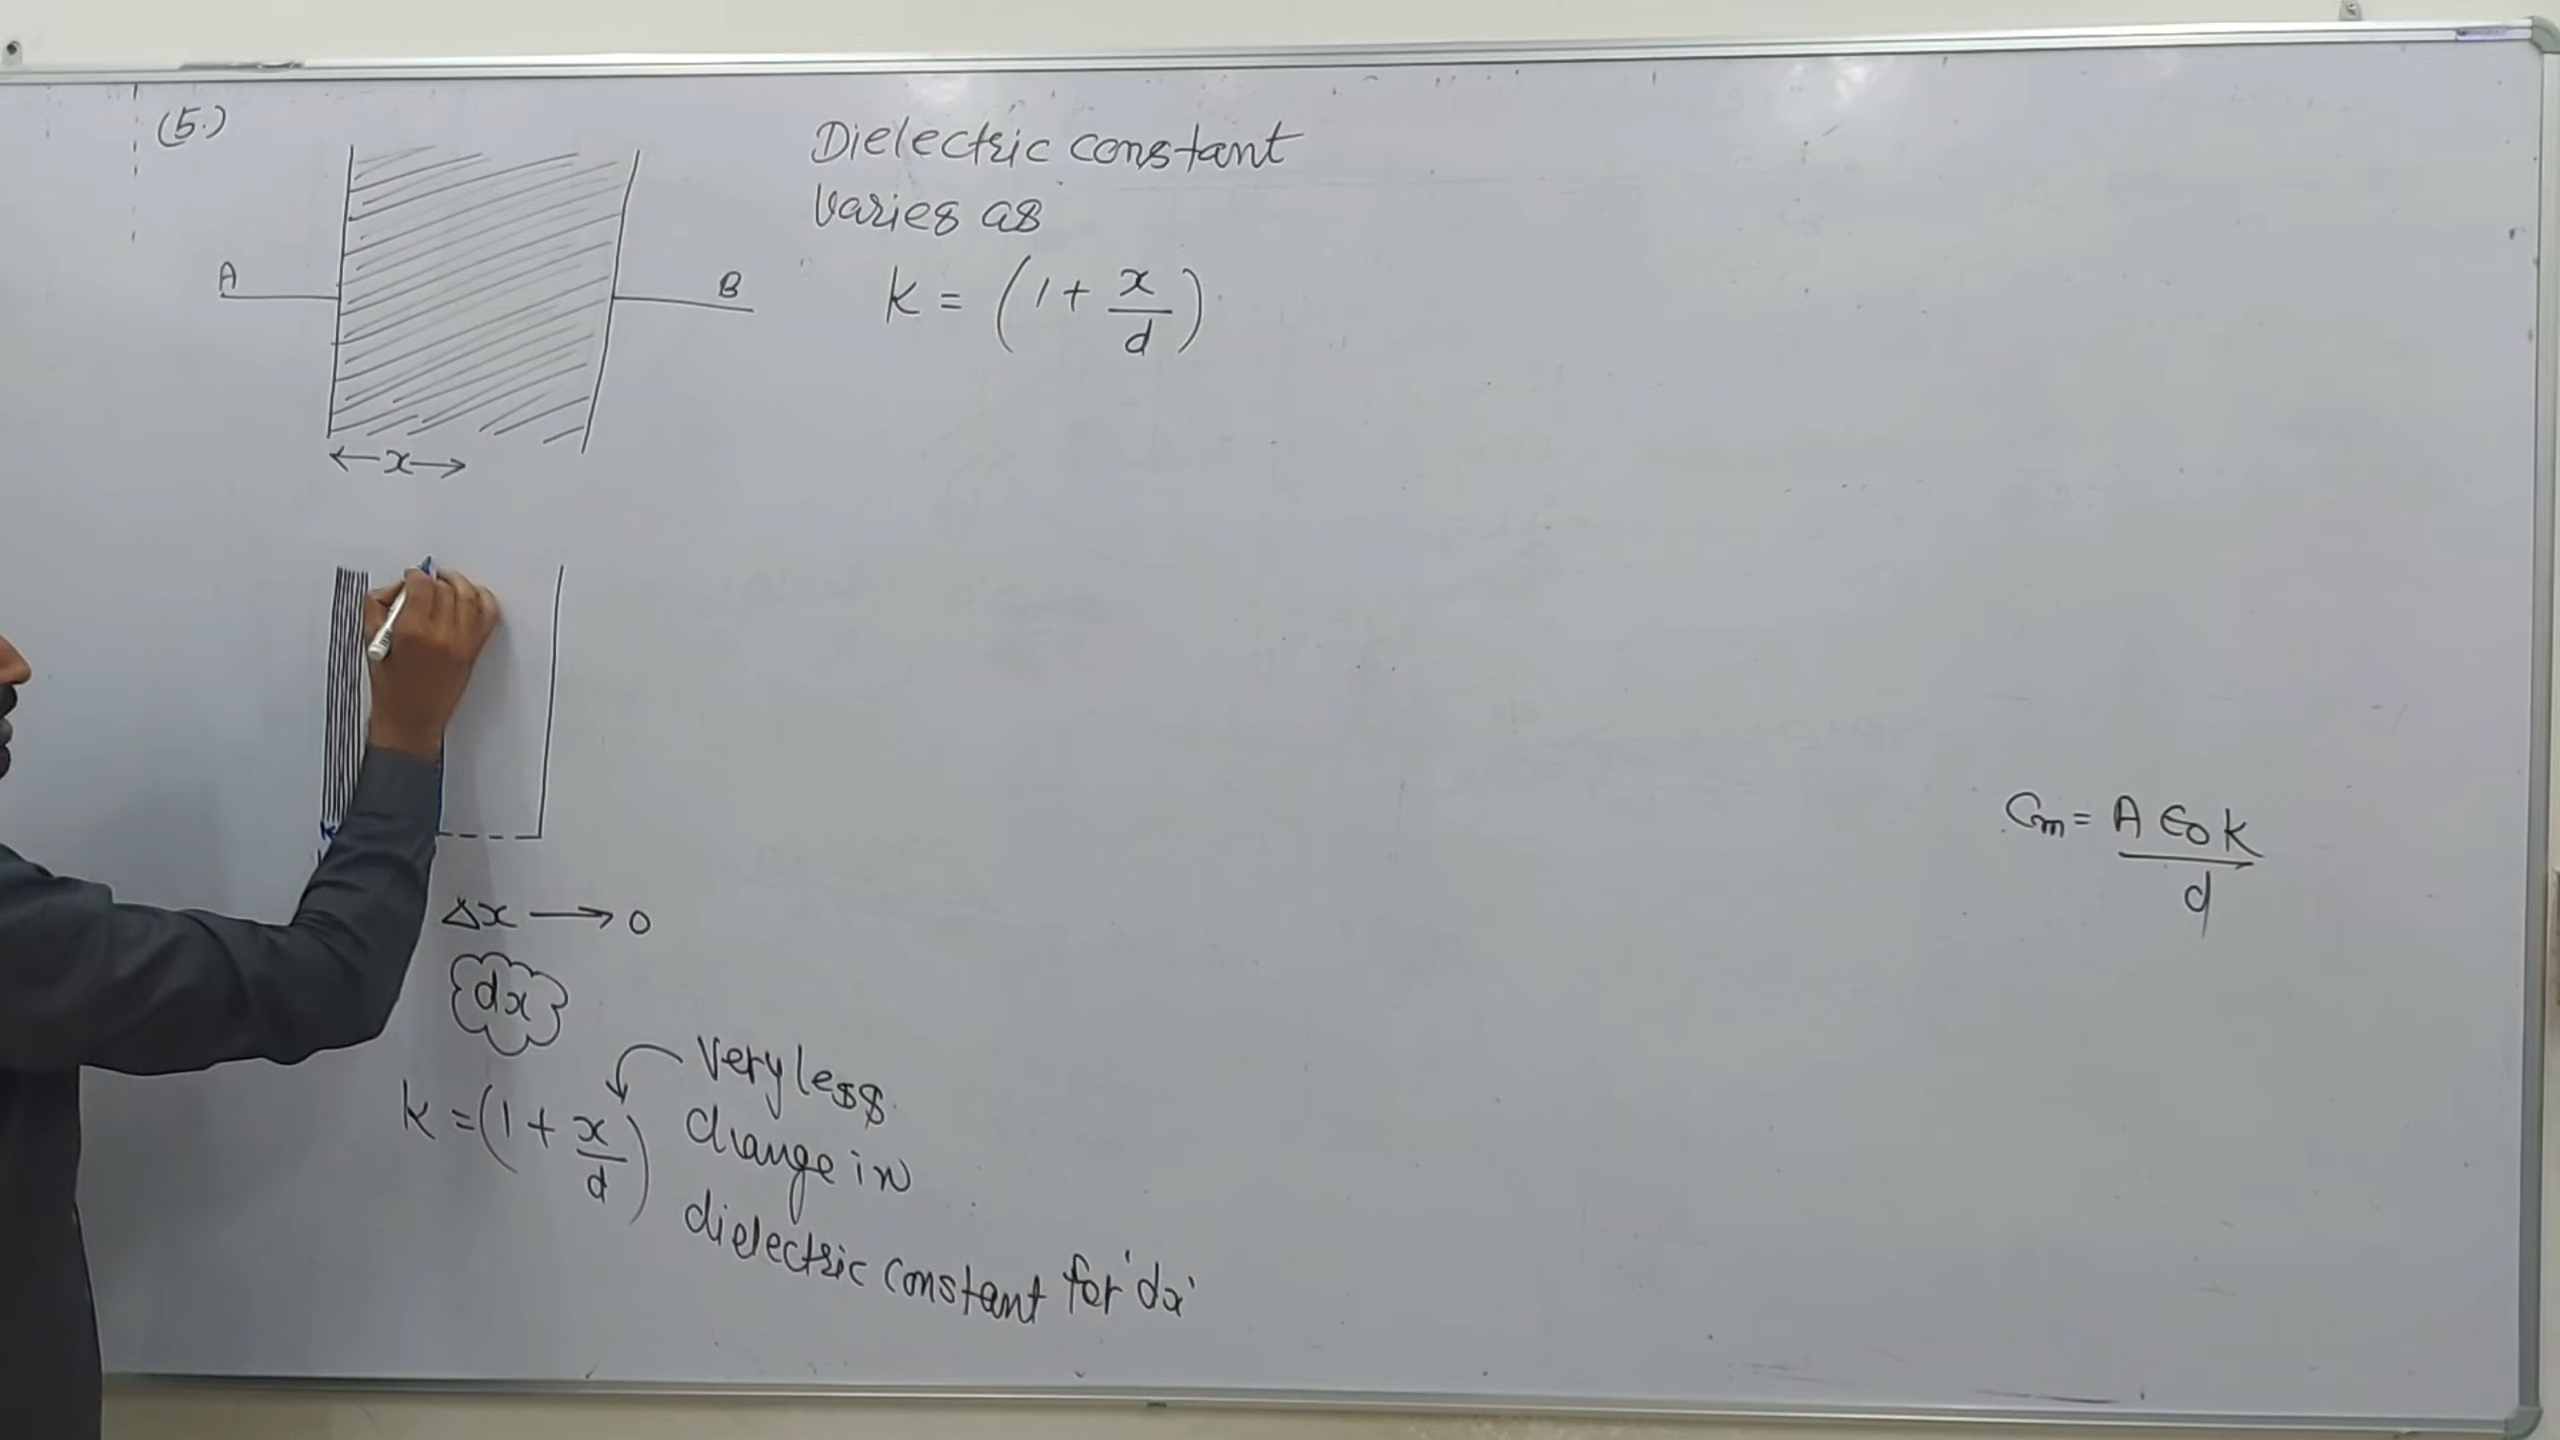 (5.)
Dielectric constant
varies as
A
B
K = (1 + x/d)
←x→
Cm = A ε0 K / d
Δx → 0
dx
K = (1 + x/d)
Very less
change in
dielectric constant for 'dx'